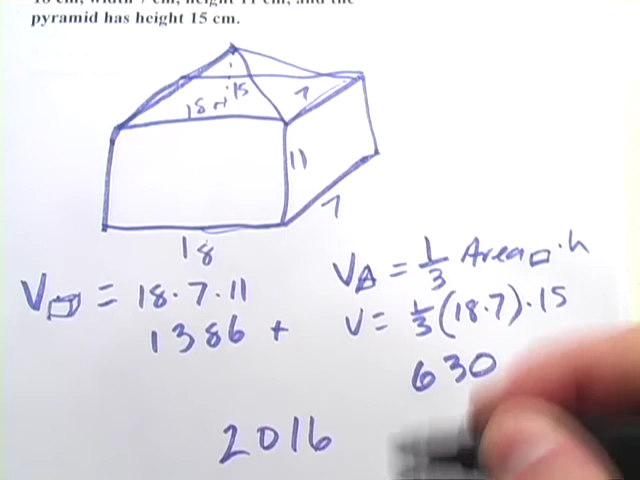 pyramid has height 15 cm.
15
18
7
11
7
18
V = 18.7.11
1386 +
V = 1/3 Area .h
V = 1/3 (18.7).15
630
2016